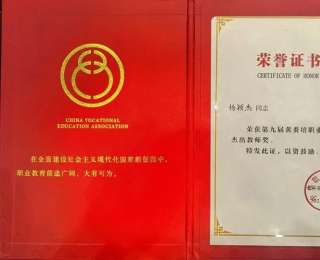 CHINA VOCATIONAL
EDUCATION ASSOCIATION
在全面建设社会主义现代化国家新征程中，
职业教育前途广阔、大有可为。
荣誉证书
CERTIFICATE OF HONOR
杨颖杰 同志
荣获第九届黄炎培职业
杰出教师奖。
特发此证，以资鼓励。